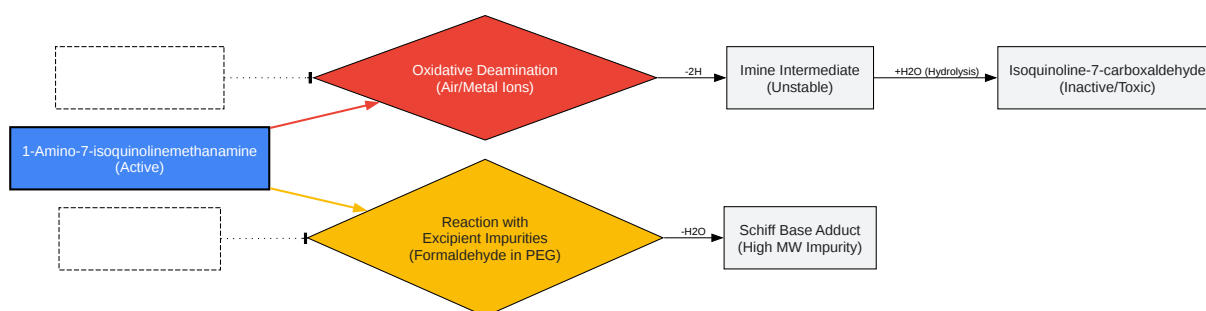 Oxidative Deamination
(Air/Metal Ions)
-2H
Imine Intermediate
(Unstable)
+H2O (Hydrolysis)
Isoquinoline-7-carboxaldehyde
(Inactive/Toxic)
1-Amino-7-isoquinolinemethanamine
(Active)
Reaction with
Excipient Impurities
(Formaldehyde in PEG)
-H2O
Schiff Base Adduct
(High MW Impurity)